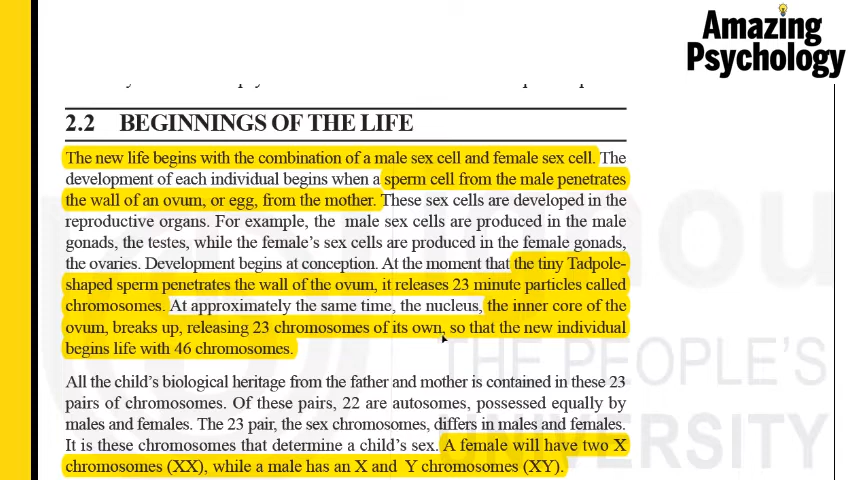 Amazing
Psychology
2.2 BEGINNINGS OF THE LIFE
The new life begins with the combination of a male sex cell and female sex cell. The
development of each individual begins when a sperm cell from the male penetrates
the wall of an ovum, or egg, from the mother. These sex cells are developed in the
reproductive organs. For example, the male sex cells are produced in the male
gonads, the testes, while the female's sex cells are produced in the female gonads,
the ovaries. Development begins at conception. At the moment that the tiny Tadpole-
shaped sperm penetrates the wall of the ovum, it releases 23 minute particles called
chromosomes. At approximately the same time, the nucleus, the inner core of the
ovum, breaks up, releasing 23 chromosomes of its own, so that the new individual
begins life with 46 chromosomes.
THE PEOPLE'S
UNIVERSITY
All the child's biological heritage from the father and mother is contained in these 23
pairs of chromosomes. Of these pairs, 22 are autosomes, possessed equally by
males and females. The 23 pair, the sex chromosomes, differs in males and females.
It is these chromosomes that determine a child's sex. A female will have two X
chromosomes (XX), while a male has an X and Y chromosomes (XY).